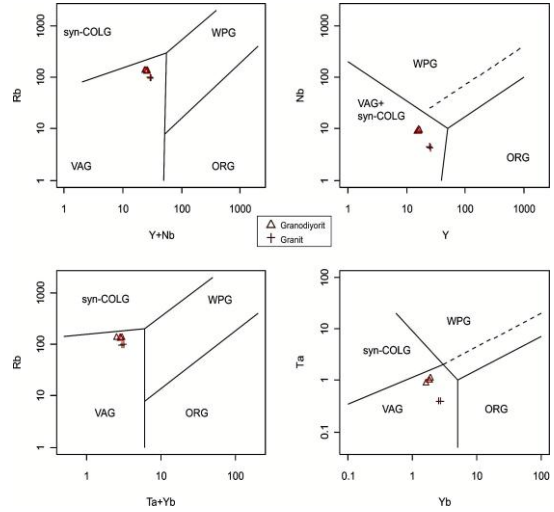 syn-COLG
WPG
VAG
ORG
Rb
1
10
100
1000
1
10
100
1000
Y+Nb
WPG
VAG+
syn-COLG
ORG
Nb
1
10
100
1000
1
10
100
1000
Y
Granodiyorit
Granit
syn-COLG
WPG
VAG
ORG
Rb
1
10
100
1000
1
10
100
Ta+Yb
WPG
syn-COLG
VAG
ORG
Ta
0.1
1
10
100
0.1
1
10
100
Yb